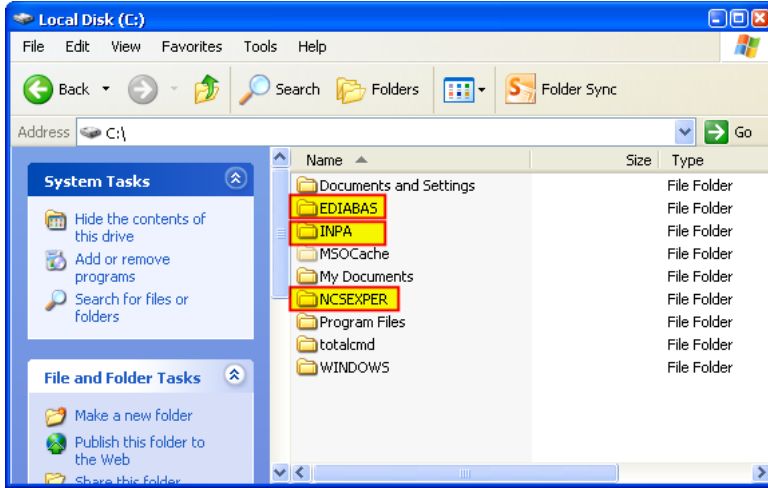 Local Disk (C:)
File Edit View Favorites Tools Help
Back Search Folders Folder Sync
Address C:\ Go
System Tasks
Hide the contents of
this drive
Add or remove
programs
Search for files or
folders
File and Folder Tasks
Make a new folder
Publish this folder to
the Web
Share this folder
Name Size Type
Documents and Settings File Folder
EDIABAS File Folder
INPA File Folder
MSOCache File Folder
My Documents File Folder
NCSEXPER File Folder
Program Files File Folder
totalcmd File Folder
WINDOWS File Folder